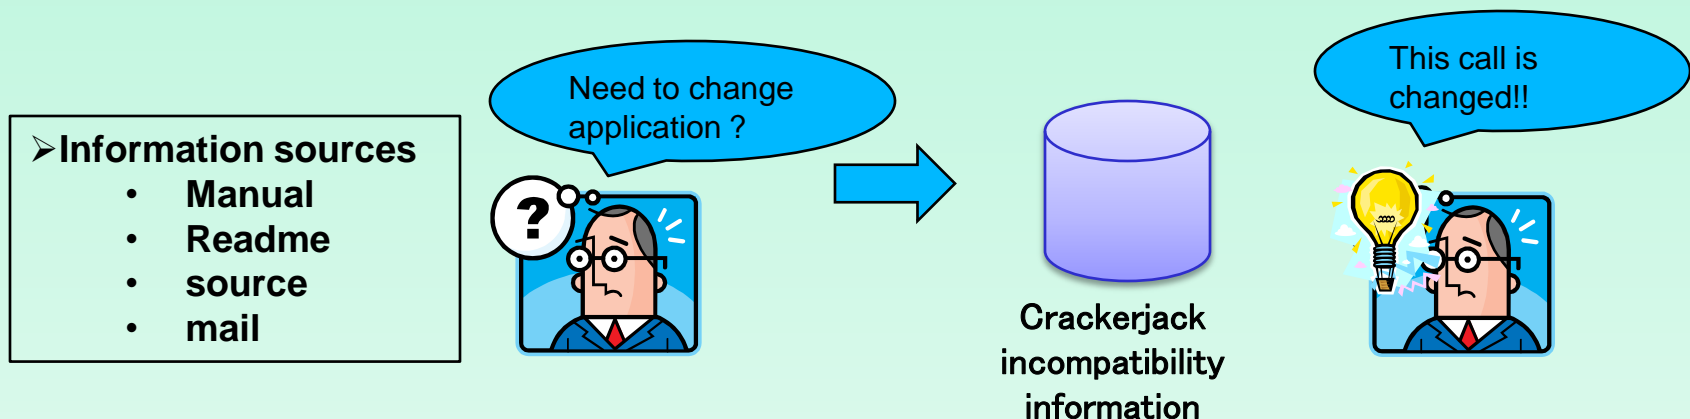 ➢Information sources
• Manual
• Readme
• source
• mail
Need to change
application ?
?
Crackerjack
incompatibility
information
This call is
changed!!